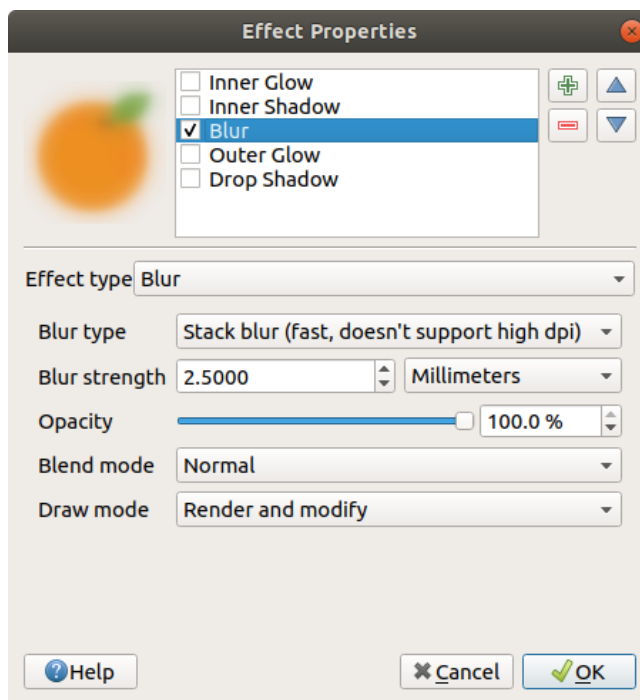 Effect Properties
Inner Glow
Inner Shadow
Blur
Outer Glow
Drop Shadow
Effect type Blur
Blur type Stack blur (fast, doesn't support high dpi)
Blur strength 2.5000 Millimeters
Opacity 100.0 %
Blend mode Normal
Draw mode Render and modify
Help Cancel OK